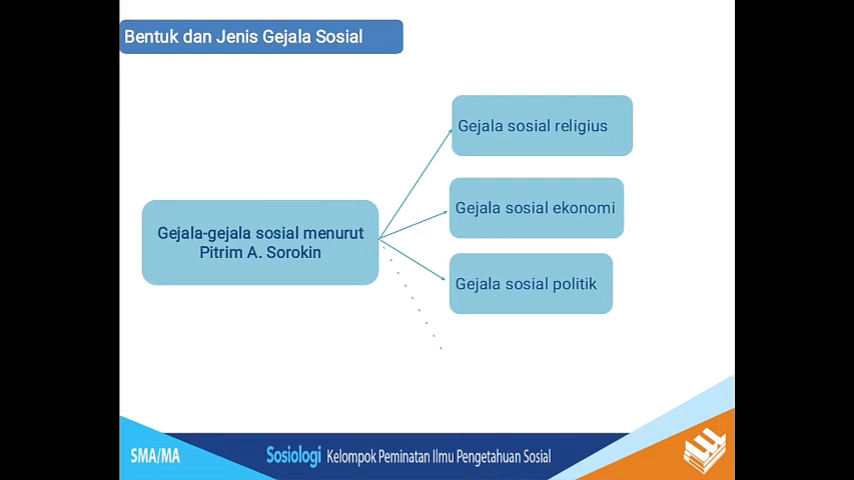 Bentuk dan Jenis Gejala Sosial
Gejala sosial religius
Gejala sosial ekonomi
Gejala-gejala sosial menurut
Pitrim A. Sorokin
Gejala sosial politik
SMA/MA
Sosiologi Kelompok Peminatan Ilmu Pengetahuan Sosial